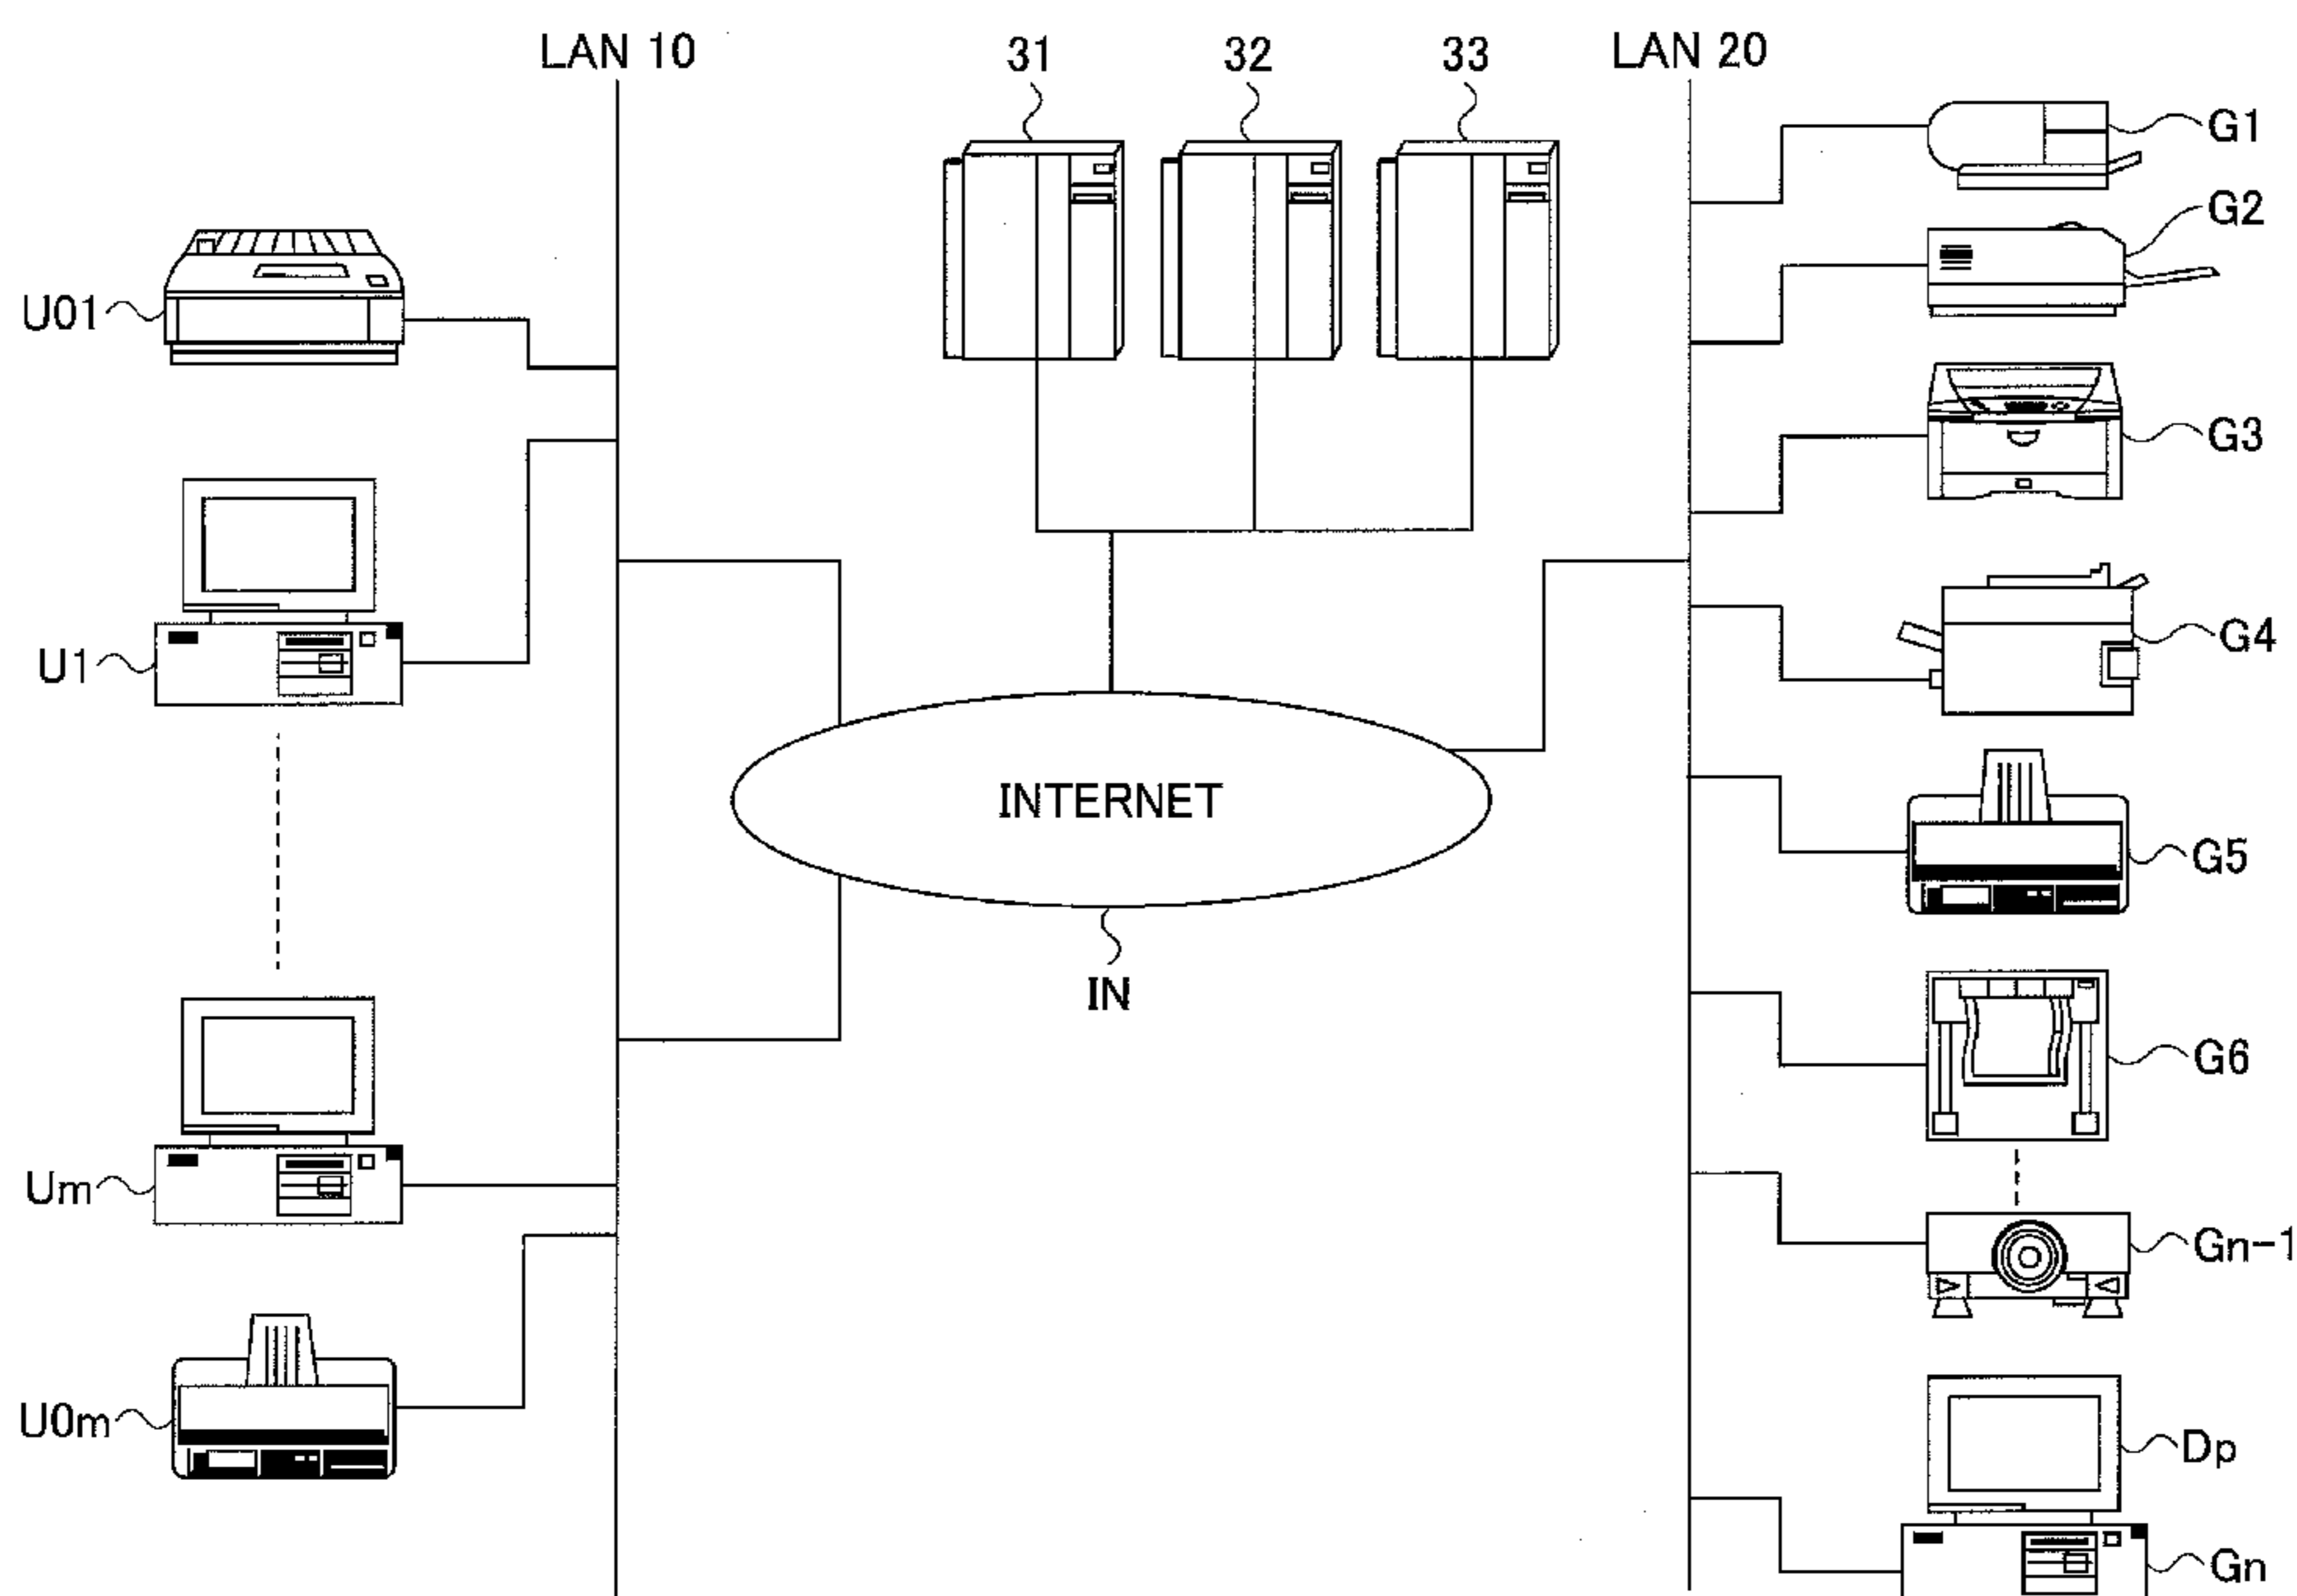 LAN 10
31
32
33
LAN 20
G1
G2
U01
G3
U1
G4
INTERNET
G5
IN
G6
Um
Gn-1
U0m
Dp
Gn